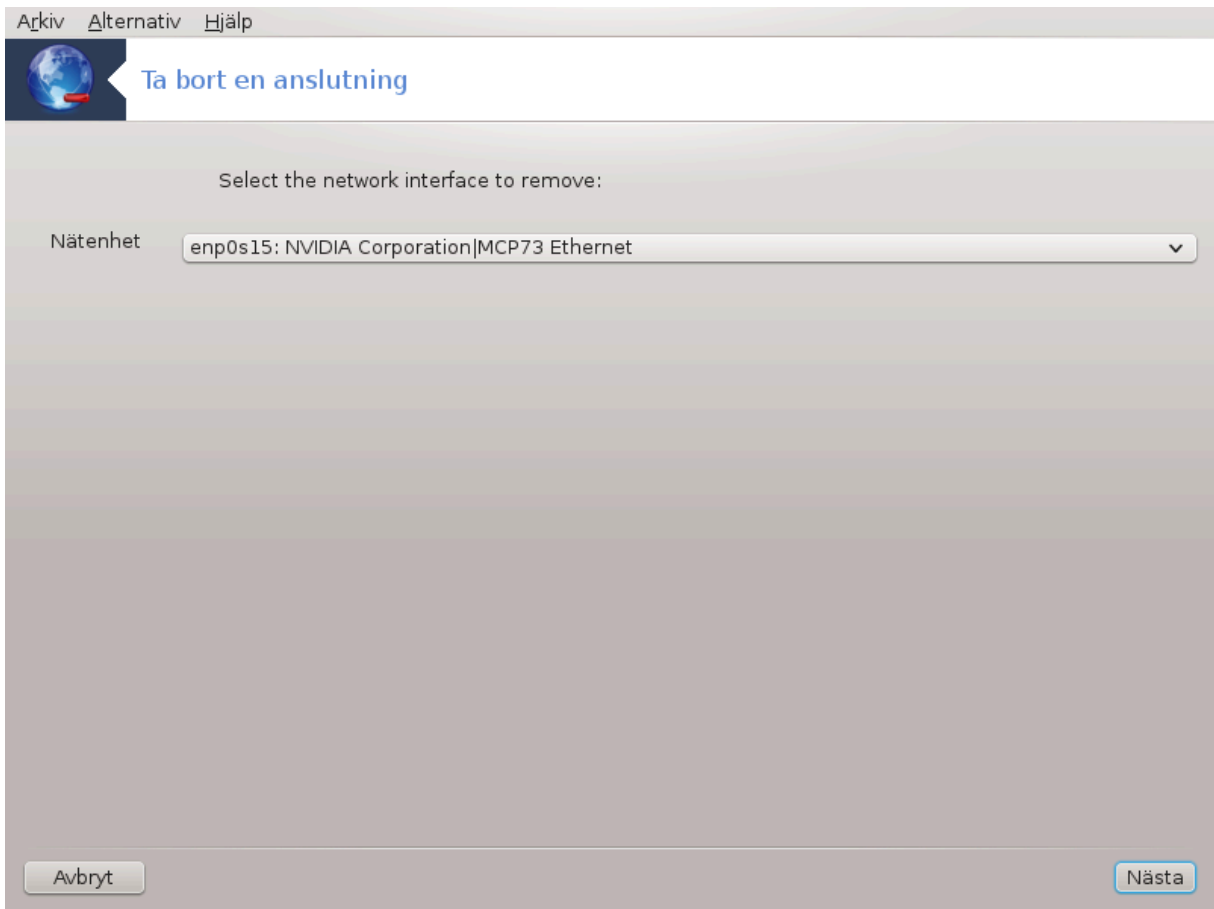 Arkiv Alternativ Hjälp
Ta bort en anslutning
Select the network interface to remove:
Nätenhet enp0s15: NVIDIA Corporation|MCP73 Ethernet
Avbryt Nästa